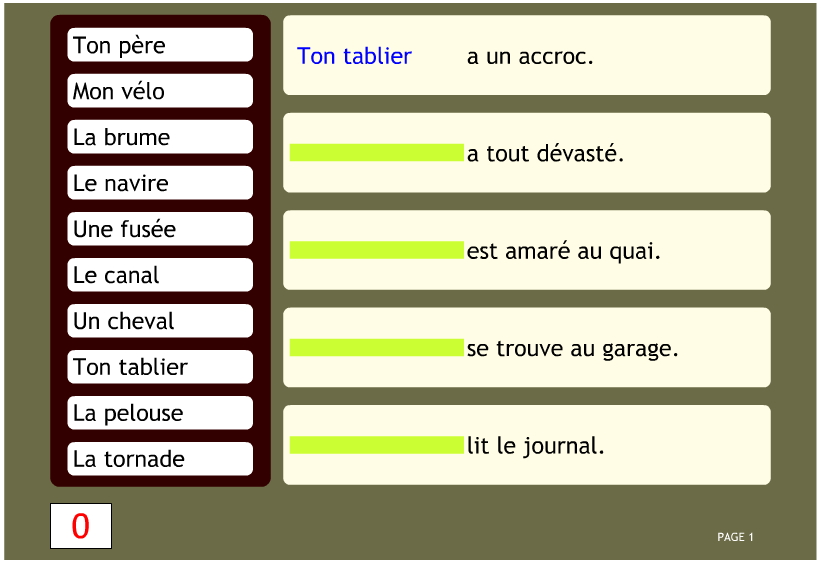 Ton père
Mon vélo
La brume
Le navire
Une fusée
Le canal
Un cheval
Ton tablier
La pelouse
La tornade
Ton tablier a un accroc.
a tout dévasté.
est amaré au quai.
se trouve au garage.
lit le journal.
0
PAGE 1